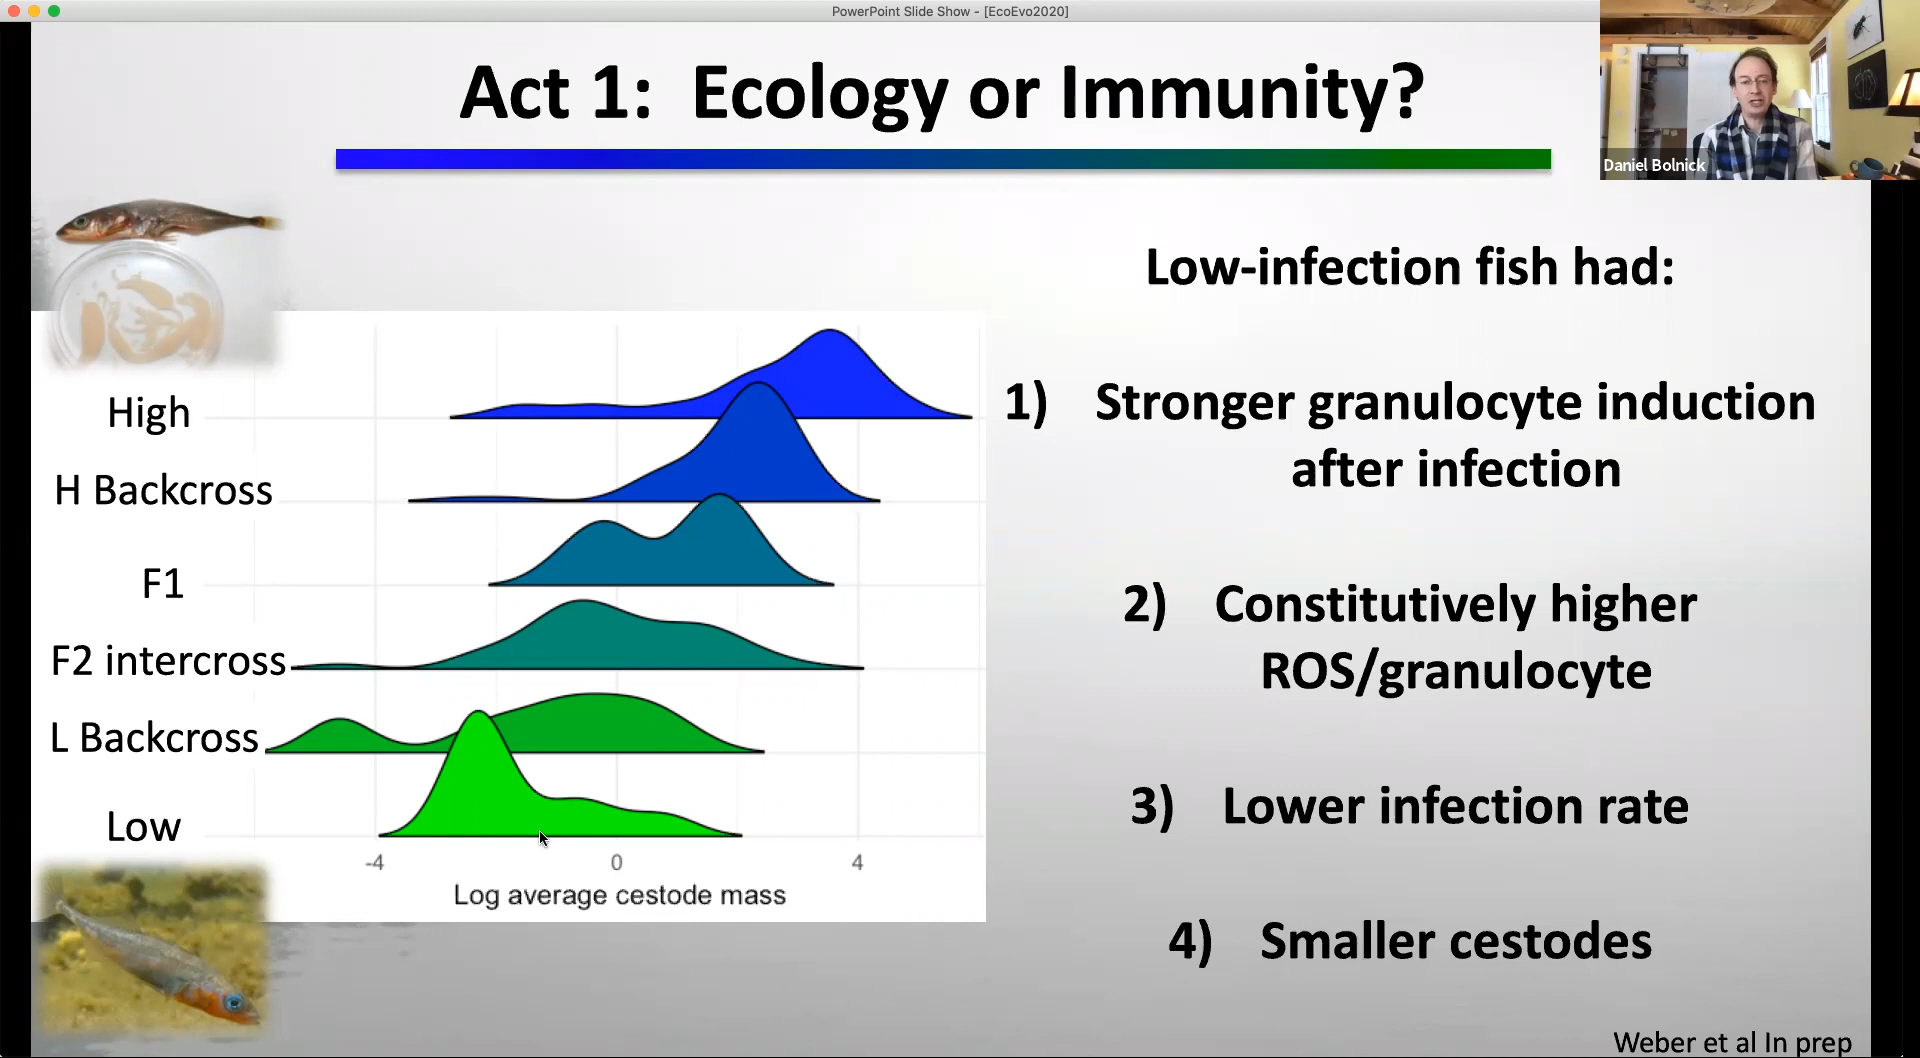 PowerPoint Slide Show - [EcoEvo2020]
Act 1: Ecology or Immunity?
Daniel Bolnick
Low-infection fish had:
1) Stronger granulocyte induction
after infection
2) Constitutively higher
ROS/granulocyte
3) Lower infection rate
4) Smaller cestodes
High
H Backcross
F1
F2 intercross
L Backcross
Low
-4 0 4
Log average cestode mass
Weber et al In prep